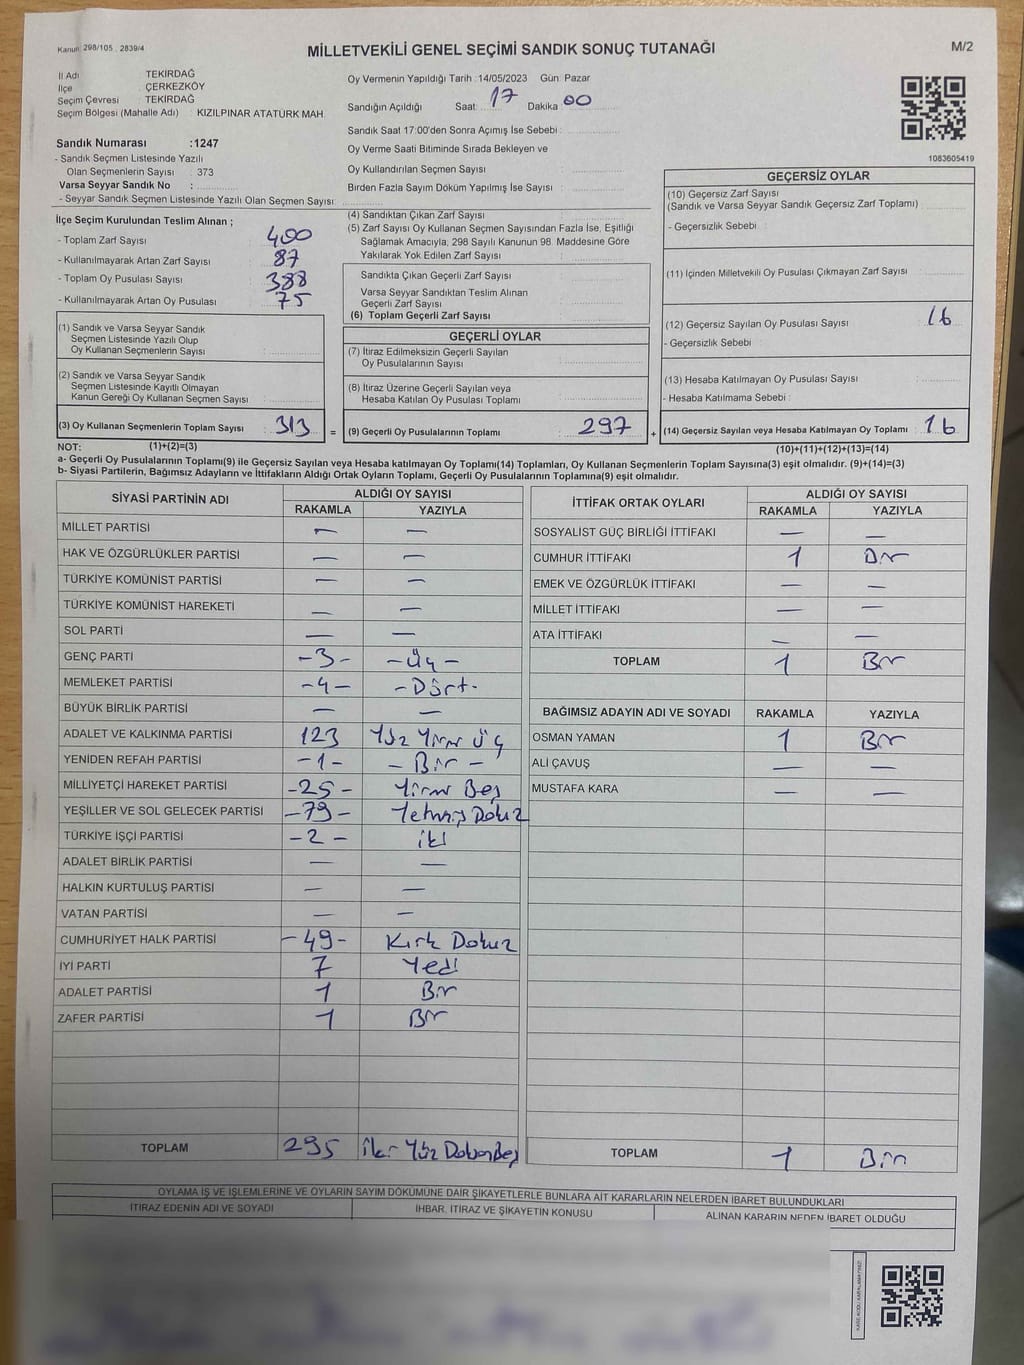 Kanun 298/105 , 2839/4
MİLLETVEKİLİ GENEL SEÇİMİ SANDIK SONUÇ TUTANAĞI
M/2
İl Adı : TEKİRDAĞ
İlçe : ÇERKEZKÖY
Seçim Çevresi : TEKİRDAĞ
Seçim Bölgesi (Mahalle Adı) : KIZILPINAR ATATÜRK MAH.
Oy Vermenin Yapıldığı Tarih :14/05/2023 Gün: Pazar
Sandığın Açıldığı Saat: 17 Dakika: 00
Sandık Saat 17:00'den Sonra Açımış İse Sebebi :
Oy Verme Saati Bitiminde Sırada Bekleyen ve
Oy Kullandırılan Seçmen Sayısı :
Birden Fazla Sayım Döküm Yapılmış İse Sayısı :
1083605419
Sandık Numarası :1247
- Sandık Seçmen Listesinde Yazılı
Olan Seçmenlerin Sayısı : 373
Varsa Seyyar Sandık No :
- Seyyar Sandık Seçmen Listesinde Yazılı Olan Seçmen Sayısı:
İlçe Seçim Kurulundan Teslim Alınan ;
- Toplam Zarf Sayısı 400
- Kullanılmayarak Artan Zarf Sayısı 87
- Toplam Oy Pusulası Sayısı 388
- Kullanılmayarak Artan Oy Pusulası 75
(1) Sandık ve Varsa Seyyar Sandık
Seçmen Listesinde Yazılı Olup
Oy Kullanan Seçmenlerin Sayısı :
(2) Sandık ve Varsa Seyyar Sandık
Seçmen Listesinde Kayıtlı Olmayan
Kanun Gereği Oy Kullanan Seçmen Sayısı :
(3) Oy Kullanan Seçmenlerin Toplam Sayısı : 313 =
(4) Sandıktan Çıkan Zarf Sayısı :
(5) Zarf Sayısı Oy Kullanan Seçmen Sayısından Fazla İse, Eşitliği
Sağlamak Amacıyla, 298 Sayılı Kanunun 98. Maddesine Göre
Yakılarak Yok Edilen Zarf Sayısı :
Sandıkta Çıkan Geçerli Zarf Sayısı :
Varsa Seyyar Sandıktan Teslim Alınan
Geçerli Zarf Sayısı :
(6) Toplam Geçerli Zarf Sayısı :
GEÇERLİ OYLAR
(7) İtiraz Edilmeksizin Geçerli Sayılan
Oy Pusulalarının Sayısı :
(8) İtiraz Üzerine Geçerli Sayılan veya
Hesaba Katılan Oy Pusulası Toplamı :
(9) Geçerli Oy Pusulalarının Toplamı : 297 +
GEÇERSİZ OYLAR
(10) Geçersiz Zarf Sayısı
(Sandık ve Varsa Seyyar Sandık Geçersiz Zarf Toplamı) :
- Geçersizlik Sebebi :
(11) İçinden Milletvekili Oy Pusulası Çıkmayan Zarf Sayısı :
(12) Geçersiz Sayılan Oy Pusulası Sayısı : 16
- Geçersizlik Sebebi :
(13) Hesaba Katılmayan Oy Pusulası Sayısı :
- Hesaba Katılmama Sebebi :
(14) Geçersiz Sayılan veya Hesaba Katılmayan Oy Toplamı : 16
NOT: (1)+(2)=(3) (10)+(11)+(12)+(13)=(14)
a- Geçerli Oy Pusulalarının Toplamı(9) ile Geçersiz Sayılan veya Hesaba katılmayan Oy Toplamı(14) Toplamları, Oy Kullanan Seçmenlerin Toplam Sayısına(3) eşit olmalıdır. (9)+(14)=(3)
b- Siyasi Partilerin, Bağımsız Adayların ve İttifakların Aldığı Ortak Oyların Toplamı, Geçerli Oy Pusulalarının Toplamına(9) eşit olmalıdır.
SİYASİ PARTİNİN ADI ALDIĞI OY SAYISI
RAKAMLA YAZIYLA
MİLLET PARTİSİ — —
HAK VE ÖZGÜRLÜKLER PARTİSİ — —
TÜRKİYE KOMÜNİST PARTİSİ — —
TÜRKİYE KOMÜNİST HAREKETİ — —
SOL PARTİ — —
GENÇ PARTİ -3- -Üç-
MEMLEKET PARTİSİ -4- -Dört-
BÜYÜK BİRLİK PARTİSİ — —
ADALET VE KALKINMA PARTİSİ 123 Yüz Yirmi Üç
YENİDEN REFAH PARTİSİ -1- -Bir-
MİLLİYETÇİ HAREKET PARTİSİ -25- Yirmi Beş
YEŞİLLER VE SOL GELECEK PARTİSİ -79- Yetmiş Dokuz
TÜRKİYE İŞÇİ PARTİSİ -2- iki
ADALET BİRLİK PARTİSİ — —
HALKIN KURTULUŞ PARTİSİ — —
VATAN PARTİSİ — —
CUMHURİYET HALK PARTİSİ -49- Kırk Dokuz
İYİ PARTİ 7 Yedi
ADALET PARTİSİ 1 Bir
ZAFER PARTİSİ 1 Bir
TOPLAM 295 İki Yüz Doksan Beş
İTTİFAK ORTAK OYLARI ALDIĞI OY SAYISI
RAKAMLA YAZIYLA
SOSYALİST GÜÇ BİRLİĞİ İTTİFAKI — —
CUMHUR İTTİFAKI 1 Bir
EMEK VE ÖZGÜRLÜK İTTİFAKI — —
MİLLET İTTİFAKI — —
ATA İTTİFAKI — —
TOPLAM 1 Bir
BAĞIMSIZ ADAYIN ADI VE SOYADI RAKAMLA YAZIYLA
OSMAN YAMAN 1 Bir
ALİ ÇAVUŞ — —
MUSTAFA KARA — —
TOPLAM 1 Bir
OYLAMA İŞ VE İŞLEMLERİNE VE OYLARIN SAYIM DÖKÜMÜNE DAİR ŞİKAYETLERLE BUNLARA AİT KARARLARIN NELERDEN İBARET BULUNDUKLARI
İTİRAZ EDENİN ADI VE SOYADI İHBAR, İTİRAZ VE ŞİKAYETİN KONUSU ALINAN KARARIN NEDEN İBARET OLDUĞU